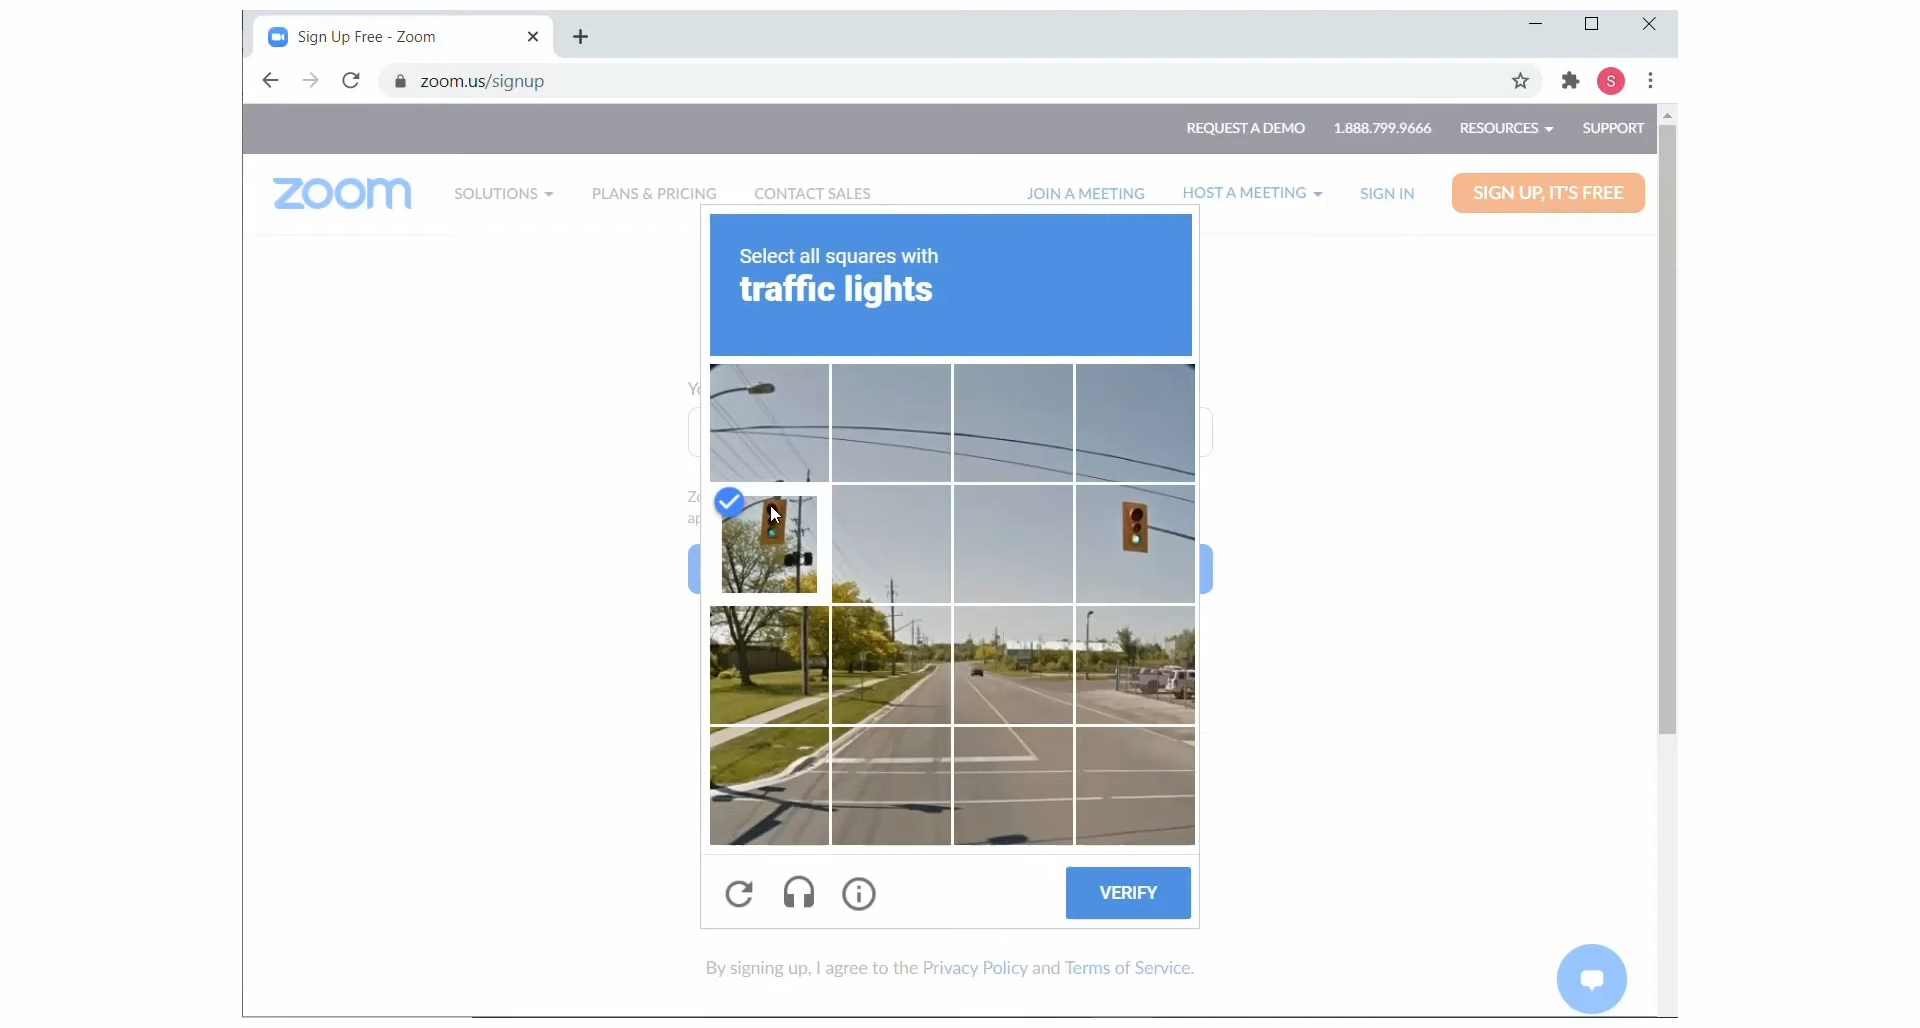 Sign Up Free - Zoom
zoom.us/signup
S
REQUEST A DEMO 1.888.799.9666 RESOURCES SUPPORT
zoom SOLUTIONS PLANS & PRICING CONTACT SALES JOIN A MEETING HOST A MEETING SIGN IN SIGN UP, IT'S FREE
Select all squares with
traffic lights
VERIFY
By signing up, I agree to the Privacy Policy and Terms of Service.